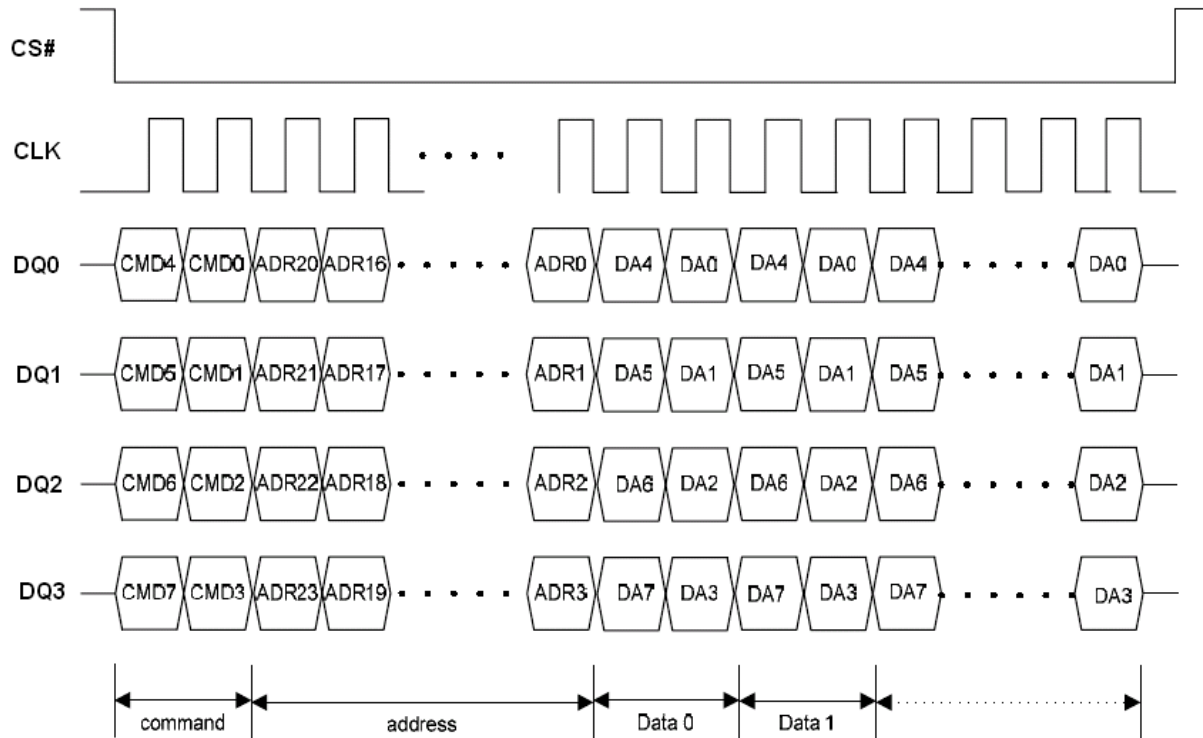 CS#
CLK
DQ0 CMD4 CMD0 ADR20 ADR16 ADR0 DA4 DA0 DA4 DA0 DA4 DA0
DQ1 CMD5 CMD1 ADR21 ADR17 ADR1 DA5 DA1 DA5 DA1 DA5 DA1
DQ2 CMD6 CMD2 ADR22 ADR18 ADR2 DA6 DA2 DA6 DA2 DA6 DA2
DQ3 CMD7 CMD3 ADR23 ADR19 ADR3 DA7 DA3 DA7 DA3 DA7 DA3
command address Data 0 Data 1